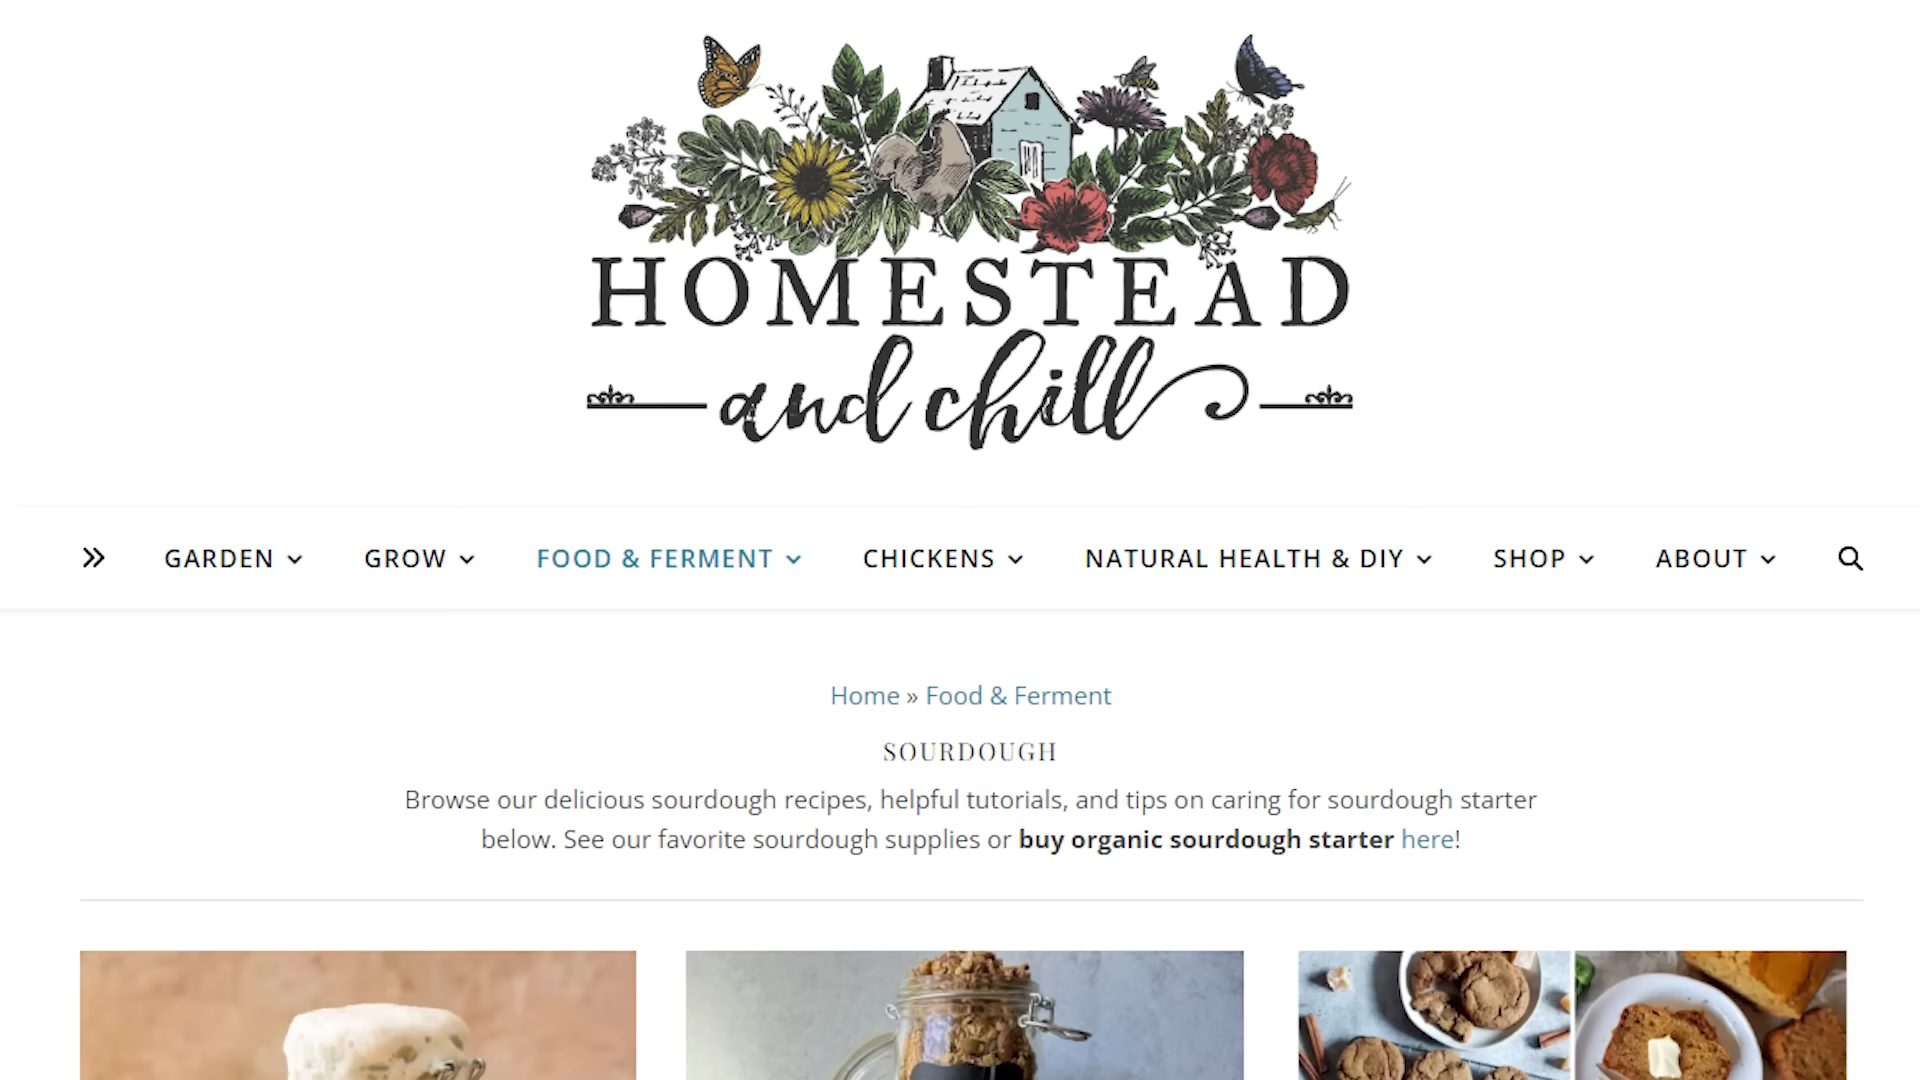 HOMESTEAD
and chill
GARDEN GROW FOOD & FERMENT CHICKENS NATURAL HEALTH & DIY SHOP ABOUT
Home » Food & Ferment
SOURDOUGH
Browse our delicious sourdough recipes, helpful tutorials, and tips on caring for sourdough starter
below. See our favorite sourdough supplies or buy organic sourdough starter here!